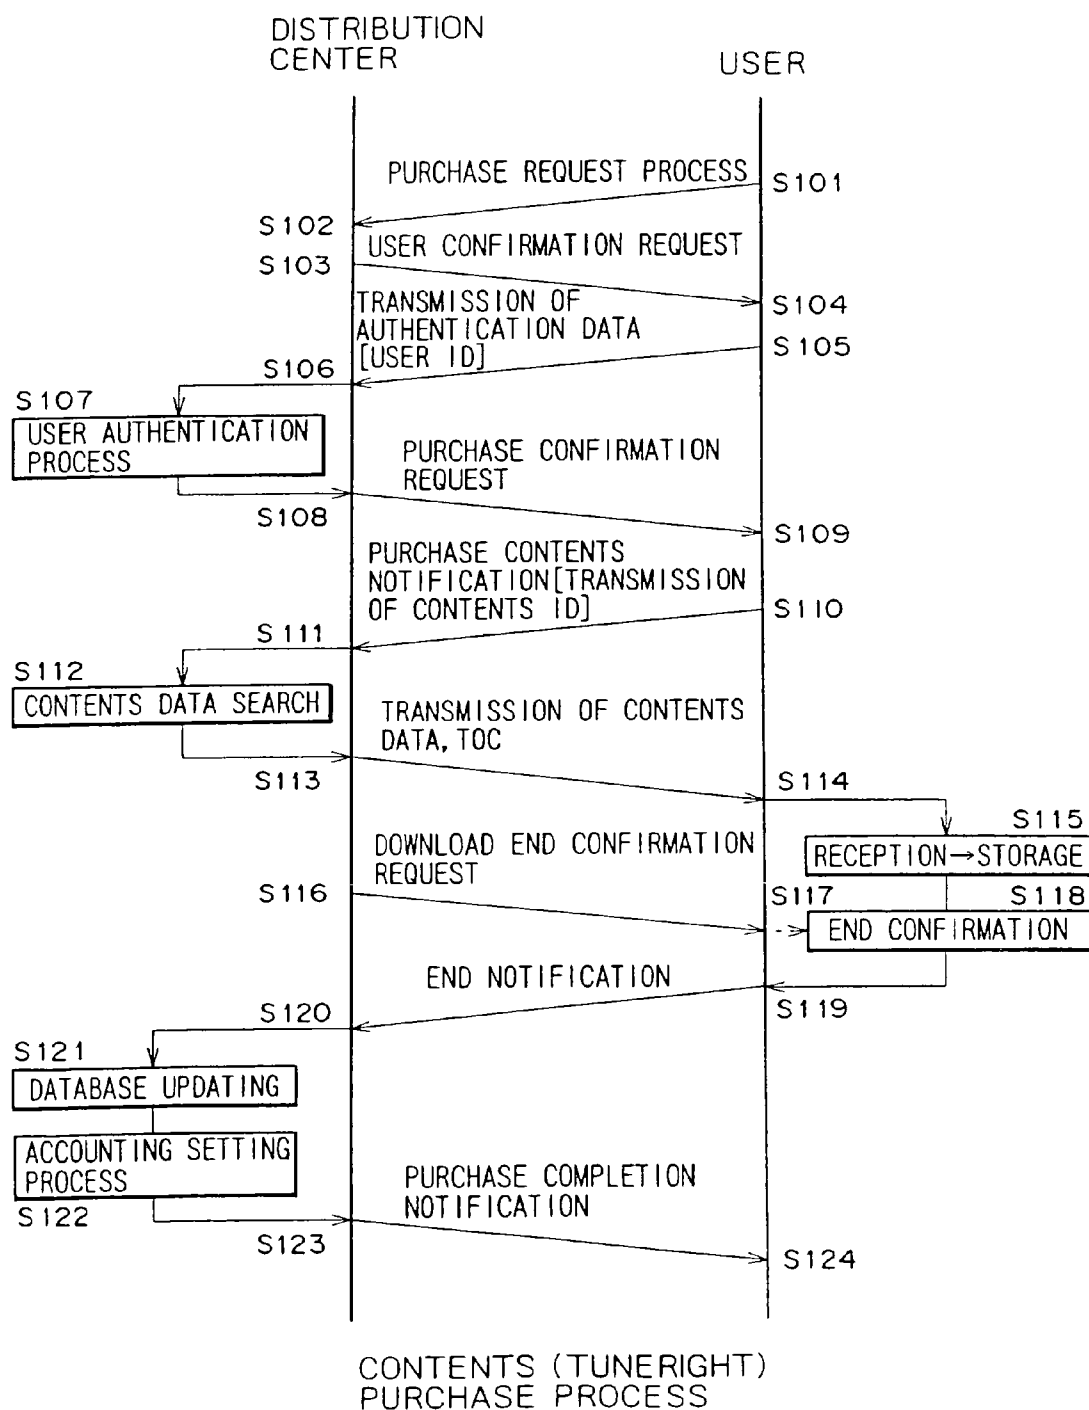 DISTRIBUTION
CENTER
USER
PURCHASE REQUEST PROCESS
S101
S102
USER CONFIRMATION REQUEST
S103
S104
TRANSMISSION OF
AUTHENTICATION DATA
[USER ID]
S105
S106
S107
USER AUTHENTICATION
PROCESS
PURCHASE CONFIRMATION
REQUEST
S108
S109
PURCHASE CONTENTS
NOTIFICATION[TRANSMISSION
OF CONTENTS ID]
S110
S111
S112
CONTENTS DATA SEARCH
TRANSMISSION OF CONTENTS
DATA, TOC
S113
S114
S115
RECEPTION→STORAGE
DOWNLOAD END CONFIRMATION
REQUEST
S116
S117
S118
END CONFIRMATION
END NOTIFICATION
S119
S120
S121
DATABASE UPDATING
ACCOUNTING SETTING
PROCESS
S122
PURCHASE COMPLETION
NOTIFICATION
S123
S124
CONTENTS (TUNERIGHT)
PURCHASE PROCESS